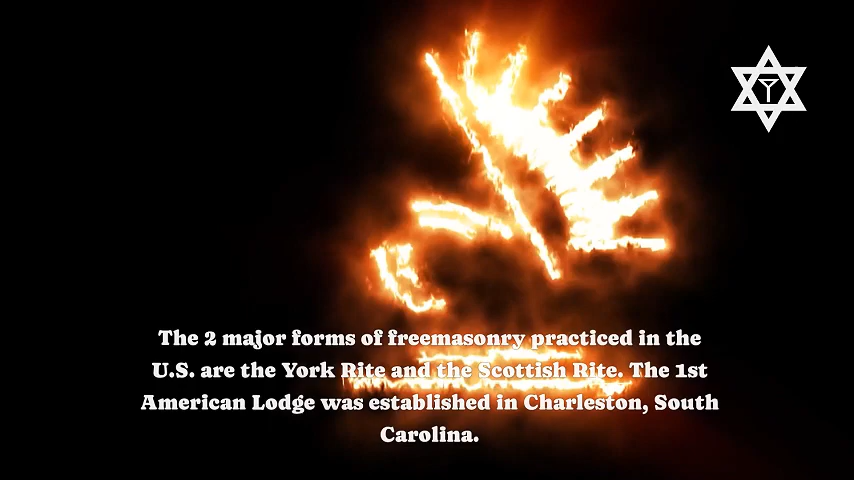 The 2 major forms of freemasonry practiced in the
U.S. are the York Rite and the Scottish Rite. The 1st
American Lodge was established in Charleston, South
Carolina.